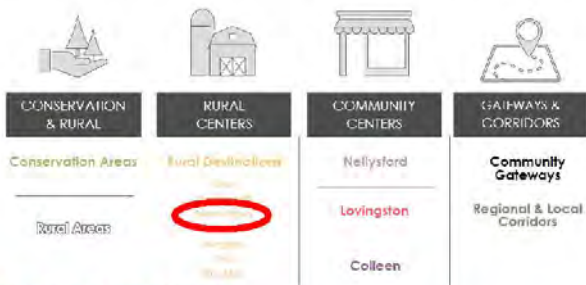 CONSERVATION
& RURAL
RURAL
CENTERS
COMMUNITY
CENTERS
GATEWAYS &
CORRIDORS
Conservation Areas
Rural Areas
Rural Destinations
Nellysford
Lovingston
Colleen
Community
Gateways
Regional & Local
Corridors